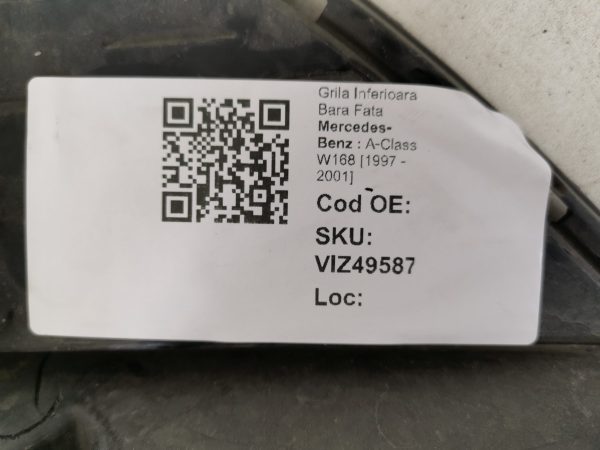 Grila Inferioara
Bara Fata
Mercedes-
Benz : A-Class
W168 [1997 -
2001]
Cod OE:
SKU:
VIZ49587
Loc: